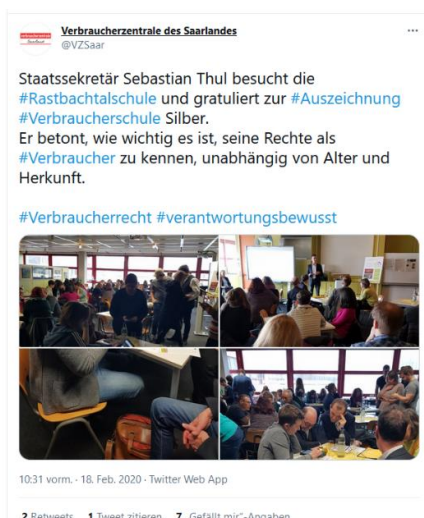 Verbraucherzentrale des Saarlandes
@VZSaar
Staatssekretär Sebastian Thul besucht die
#Rastbachtalschule und gratuliert zur #Auszeichnung
#Verbraucherschule Silber.
Er betont, wie wichtig es ist, seine Rechte als
#Verbraucher zu kennen, unabhängig von Alter und
Herkunft.
#Verbraucherrecht #verantwortungsbewusst
10:31 vorm. · 18. Feb. 2020 · Twitter Web App
2 Retweets 1 Tweet zitieren 7 „Gefällt mir“-Angaben